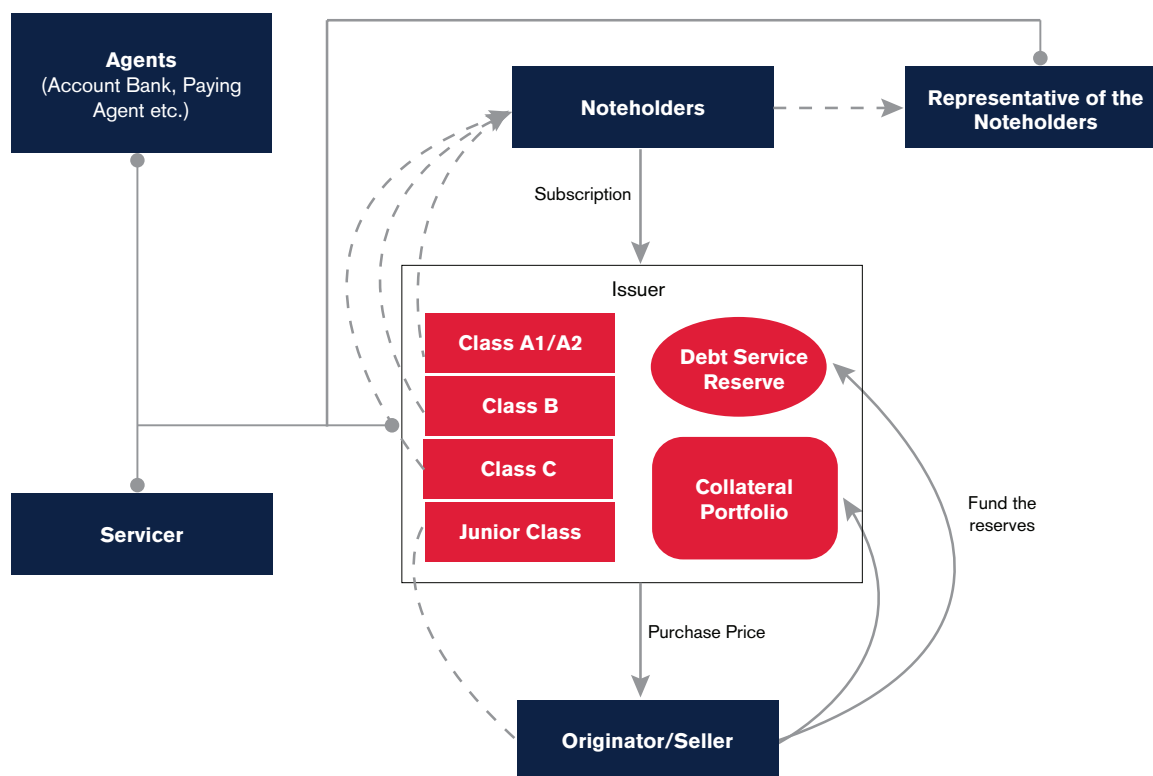 Agents
(Account Bank, Paying
Agent etc.)
Noteholders
Representative of the
Noteholders
Subscription
Issuer
Class A1/A2
Class B
Class C
Junior Class
Debt Service
Reserve
Collateral
Portfolio
Servicer
Fund the
reserves
Purchase Price
Originator/Seller